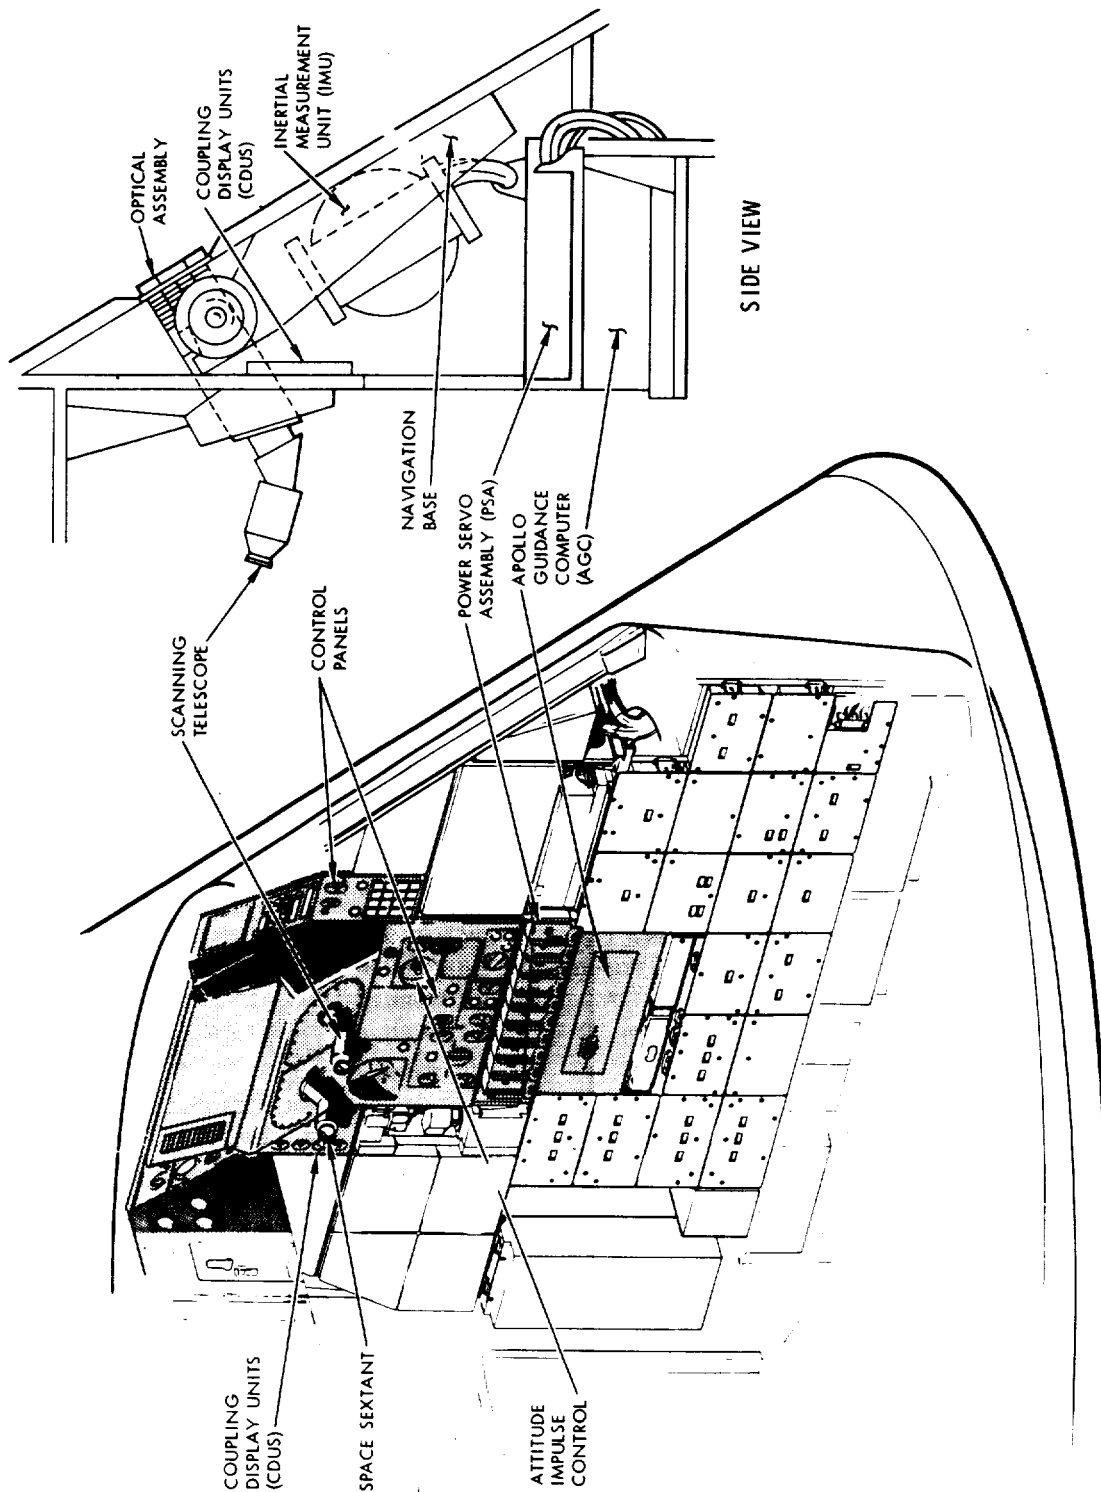 COUPLING
DISPLAY UNITS
(CDUS)
SPACE SEXTANT
ATTITUDE
IMPULSE
CONTROL
SCANNING
TELESCOPE
CONTROL
PANELS
NAVIGATION
BASE
POWER SERVO
ASSEMBLY (PSA)
APOLLO
GUIDANCE
COMPUTER
(AGC)
OPTICAL
ASSEMBLY
COUPLING
DISPLAY UNITS
(CDUS)
INERTIAL
MEASUREMENT
UNIT (IMU)
SIDE VIEW